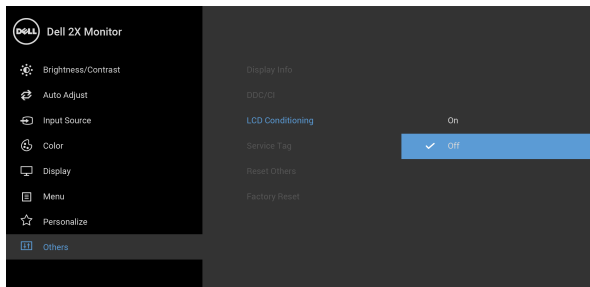 DELL Dell 2X Monitor
Brightness/Contrast
Display Info
Auto Adjust
DDC/CI
Input Source
LCD Conditioning
On
Color
Service Tag
Off
Display
Reset Others
Menu
Factory Reset
Personalize
Others